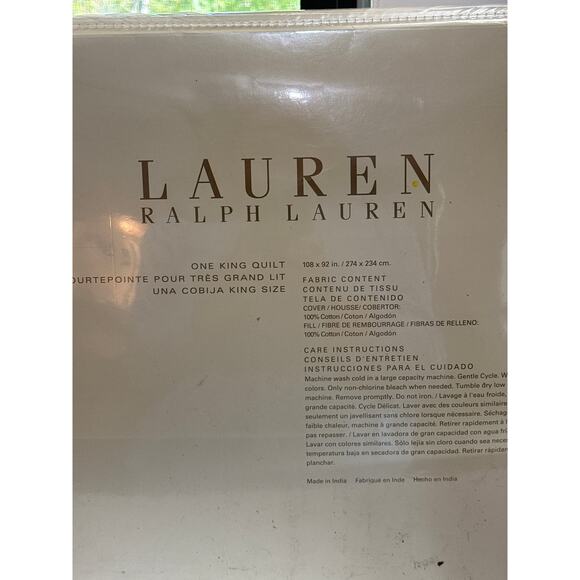 LAUREN
RALPH LAUREN
ONE KING QUILT
OURTEPOINTE POUR TRÈS GRAND LIT
UNA COBIJA KING SIZE
108 x 92 in. / 274 x 234 cm.
FABRIC CONTENT
CONTENU DE TISSU
TELA DE CONTENIDO
COVER / HOUSSE/ COBERTOR:
100% Cotton / Coton / Algodón
FILL / FIBRE DE REMBOURRAGE / FIBRAS DE RELLENO:
100% Cotton / Coton / Algodón
CARE INSTRUCTIONS
CONSEILS D'ENTRETIEN
INSTRUCCIONES PARA EL CUIDADO
Machine wash cold in a large capacity machine. Gentle Cycle. W
colors. Only non-chlorine bleach when needed. Tumble dry low
machine. Remove promptly. Do not iron. / Lavage à l'eau froide,
grande capacité. Cycle Délicat. Laver avec des couleurs similaire
seulement un javellisant sans chlore lorsque nécessaire. Séchag
faible chaleur, machine à grande capacité. Retirer rapidement à l
pas repasser. / Lavar en lavadora de gran capacidad con agua fri
Lavar con colores similares. Sólo lejía sin cloro cuando sea nece
temperatura baja en secadora de gran capacidad. Retirar rápidan
planchar.
Made in India Fabriqué en Inde Hecho en India